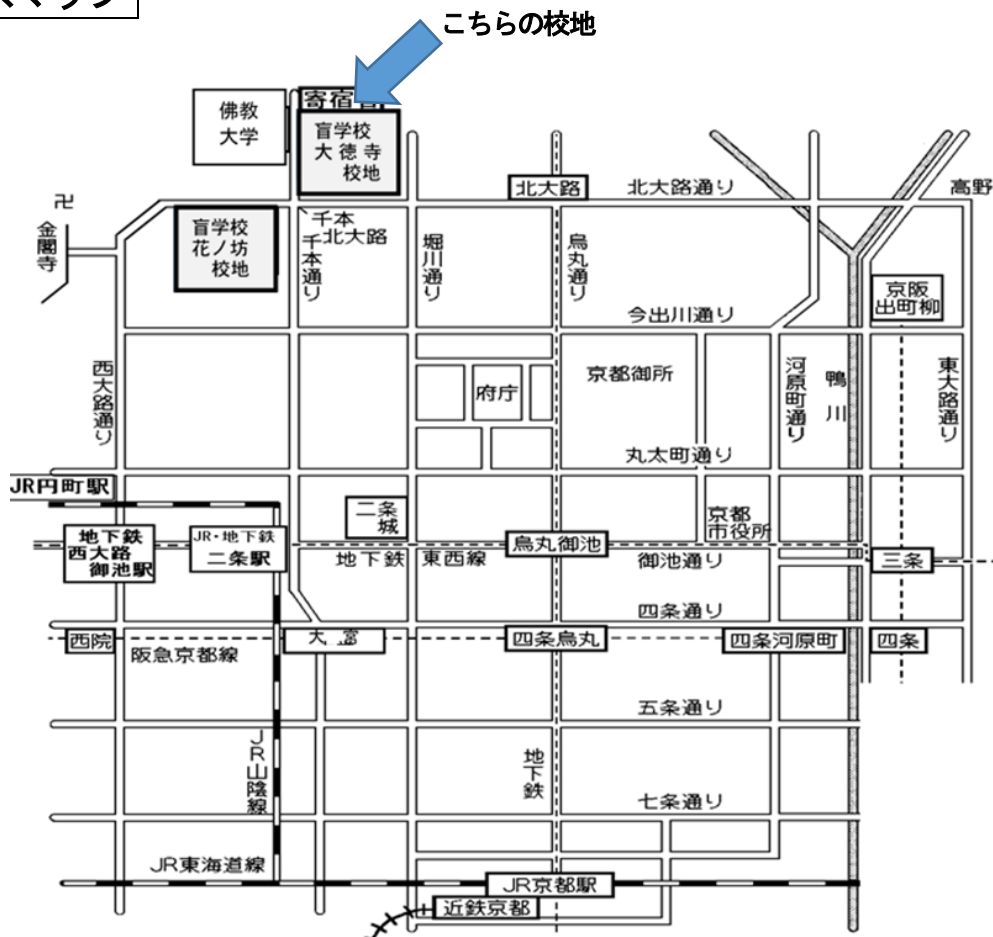 こちらの校地
寄宿
佛教
大学
盲学校
大徳寺
校地
北大路
北大路通り
高野
卍
金閣寺
盲学校
花ノ坊
校地
千本
北大路
千本通り
堀川通り
烏丸通り
京阪
出町柳
今出川通り
西大路通り
府庁
京都御所
河原町通り
鴨川
東大路通り
丸太町通り
JR円町駅
二条
城
京都
市役所
地下鉄
西大路
御池駅
JR・地下鉄
二条駅
地下鉄
東西線
烏丸御池
御池通り
三条
四条通り
西院
阪急京都線
大宮
四条烏丸
四条河原町
四条
五条通り
JR山陰線
地下鉄
七条通り
JR東海道線
JR京都駅
近鉄京都